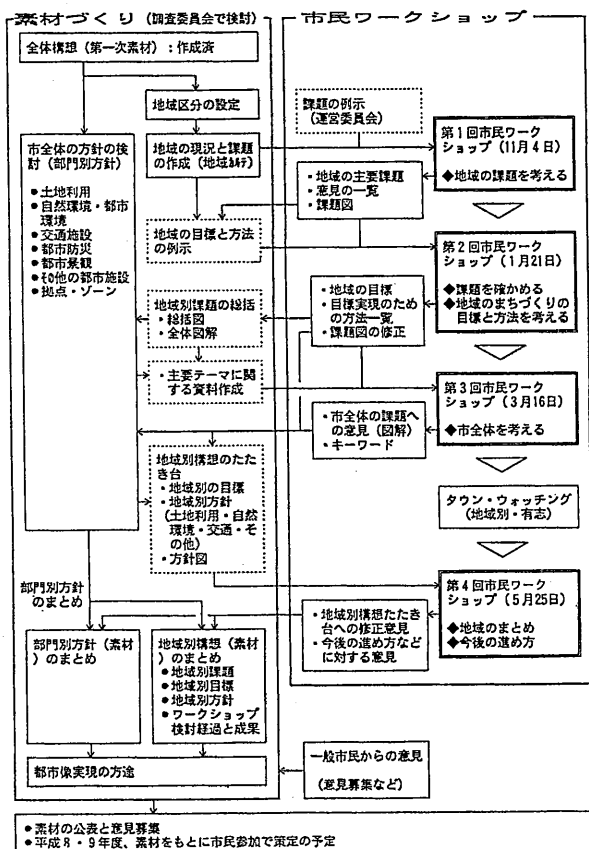 素材づくり(調査委員会で検討)
市民ワークショップ
全体構想(第一次素材):作成済
地域区分の設定
課題の例示
(運営委員会)
市全体の方針の検
討(部門別方針)
●土地利用
●自然環境・都市
環境
●交通施設
●都市防災
●都市景観
●その他の都市施設
●拠点・ゾーン
地域の現況と課題
の作成(地域カルテ)
第1回市民ワーク
ショップ(11月4日)
◆地域の課題を考える
・地域の主要課題
・意見の一覧
・課題図
地域の目標と方法
の例示
第2回市民ワーク
ショップ(1月21日)
◆課題を確かめる
◆地域のまちづくりの
目標と方法を考える
・地域の目標
・目標実現のため
の方法一覧
・課題図の修正
地域別課題の総括
・総括図
・全体図解
・主要テーマに関
する資料作成
第3回市民ワーク
ショップ(3月16日)
◆市全体を考える
・市全体の課題へ
の意見(図解)
・キーワード
地域別構想のたた
き台
・地域別の目標
・地域別方針
(土地利用・自然
環境・交通・そ
の他)
・方針図
タウン・ウォッチング
(地域別・有志)
部門別方針
のまとめ
第4回市民ワーク
ショップ(5月25日)
◆地域のまとめ
◆今後の進め方
・地域別構想たたき
台への修正意見
・今後の進め方など
に対する意見
部門別方針(素材
)のまとめ
地域別構想(素材
)のまとめ
●地域別課題
●地域別目標
●地域別方針
●ワークショップ
検討経過と成果
都市像実現の方途
一般市民からの意見
(意見募集など)
●素材の公表と意見募集
●平成8・9年度、素材をもとに市民参加で策定の予定